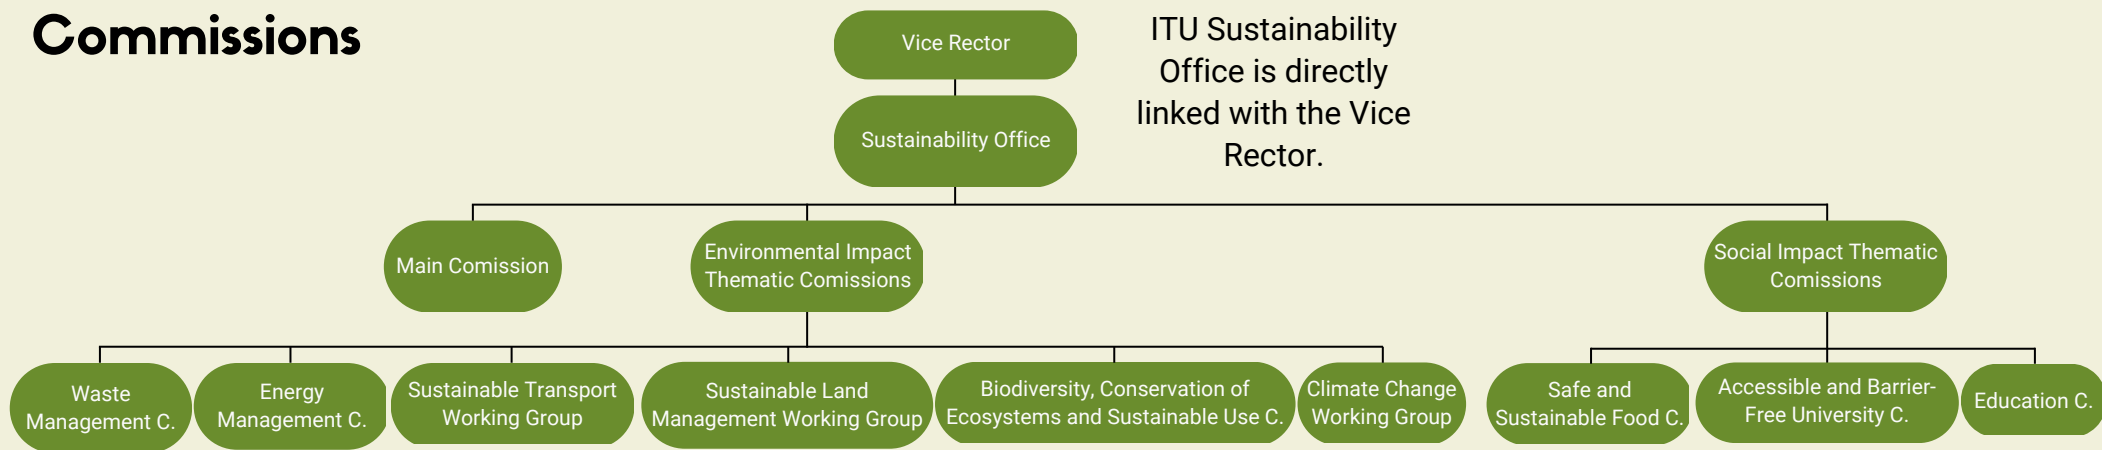 Commissions
Vice Rector
ITU Sustainability
Office is directly
linked with the Vice
Rector.
Sustainability Office
Main Comission
Environmental Impact
Thematic Comissions
Social Impact Thematic
Comissions
Waste
Management C.
Energy
Management C.
Sustainable Transport
Working Group
Sustainable Land
Management Working Group
Biodiversity, Conservation of
Ecosystems and Sustainable Use C.
Climate Change
Working Group
Safe and
Sustainable Food C.
Accessible and Barrier-
Free University C.
Education C.